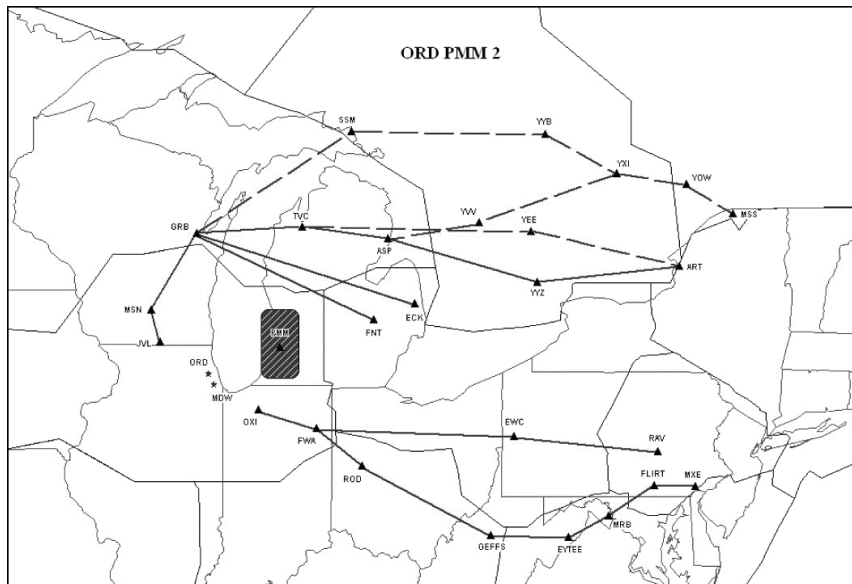 ORD PMM 2
SSM
YYB
YXI
YOW
MSS
GRB
TVC
YVV
YEE
ASP
ART
YYZ
MSN
ECK
FNT
PMM
JVL
ORD
MDW
OXI
FWA
EWC
RAV
ROD
FLIRT
MXE
MRB
GEFFS
EYTEE